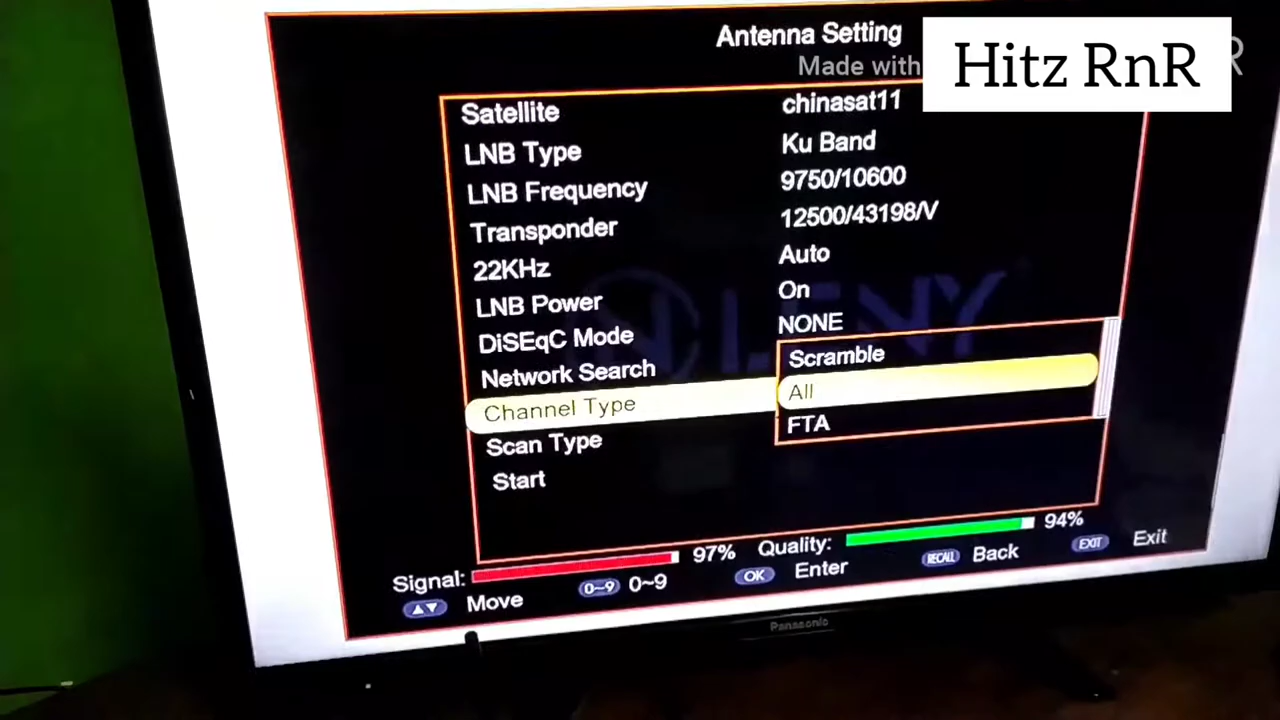 Antenna Setting
Hitz RnR
Made with
Satellite chinasat11
LNB Type Ku Band
LNB Frequency 9750/10600
Transponder 12500/43198/V
22KHz Auto
LNB Power On
DiSEqC Mode NONE
Network Search Scramble
Channel Type All
Scan Type FTA
Start
Signal: 97% Quality: 94%
▲▼ Move 0~9 0~9 OK Enter RECALL Back EXIT Exit
Panasonic